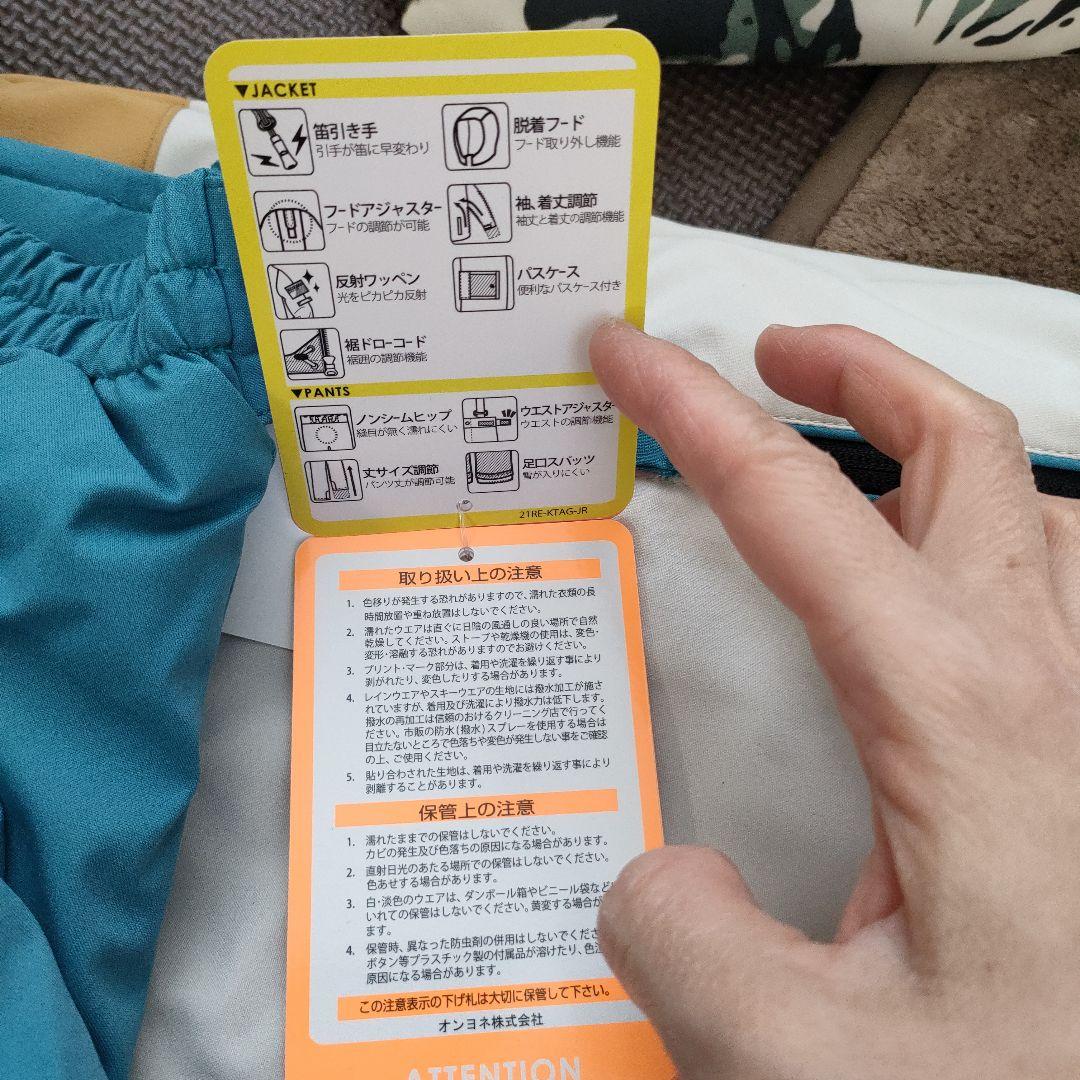 ▼JACKET
笛引き手
引手が笛に早変わり
脱着フード
フード取り外し機能
フードアジャスター
フードの調節が可能
袖、着丈調節
袖丈と着丈の調節機能
反射ワッペン
光をピカピカ反射
パスケース
便利なパスケース付き
裾ドローコード
裾囲の調節機能
▼PANTS
ノンシームヒップ
縫目が無く濡れにくい
ウエストアジャスター
ウエストの調節機能
丈サイズ調節
パンツ丈が調節可能
足口スパッツ
雪が入りにくい
21RE-KTAG-JR
取り扱い上の注意
1. 色移りが発生する恐れがありますので、濡れた衣類の長
時間放置や重ね放置はしないでください。
2. 濡れたウエアは直ぐに日陰の風通しの良い場所で自然
乾燥してください。ストーブや乾燥機の使用は、変色・
変形・溶融する恐れがありますのでお避けください。
3. プリント・マーク部分は、着用や洗濯を繰り返す事により
剥がれたり、変色したりする場合があります。
4. レインウエアやスキーウエアの生地には撥水加工が施さ
れていますが、着用及び洗濯により撥水力は低下します。
撥水の再加工は信頼のおけるクリーニング店で行ってく
ださい。市販の防水(撥水)スプレーを使用する場合は
目立たないところで色落ちや変色が発生しない事をご確認
の上、ご使用ください。
5. 貼り合わされた生地は、着用や洗濯を繰り返す事により
剥離することがあります。
保管上の注意
1. 濡れたままでの保管はしないでください。
カビの発生及び色落ちの原因になる場合があります。
2. 直射日光のあたる場所での保管はしないでください。
色あせする場合があります。
3. 白・淡色のウエアは、ダンボール箱やビニール袋など
いれての保管はしないでください。黄変する場合が
ます。
4. 保管時、異なった防虫剤の併用はしないでくださ
ボタン等プラスチック製の付属品が溶けたり、色
原因になる場合があります。
この注意表示の下げ札は大切に保管して下さい。
オンヨネ株式会社
ATTENTION